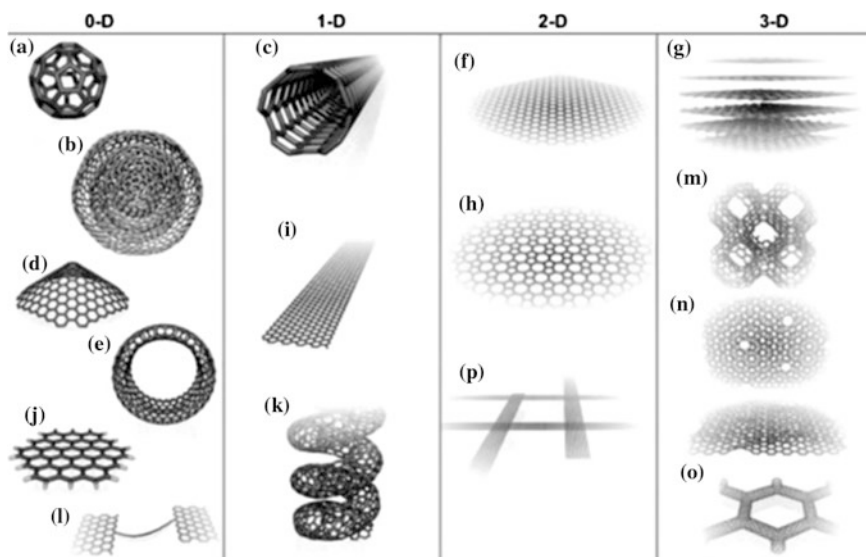 0-D 1-D 2-D 3-D
(a) (c) (f) (g)
(b)
(h) (m)
(i)
(d)
(n)
(e)
(p)
(j) (k)
(o)
(l)